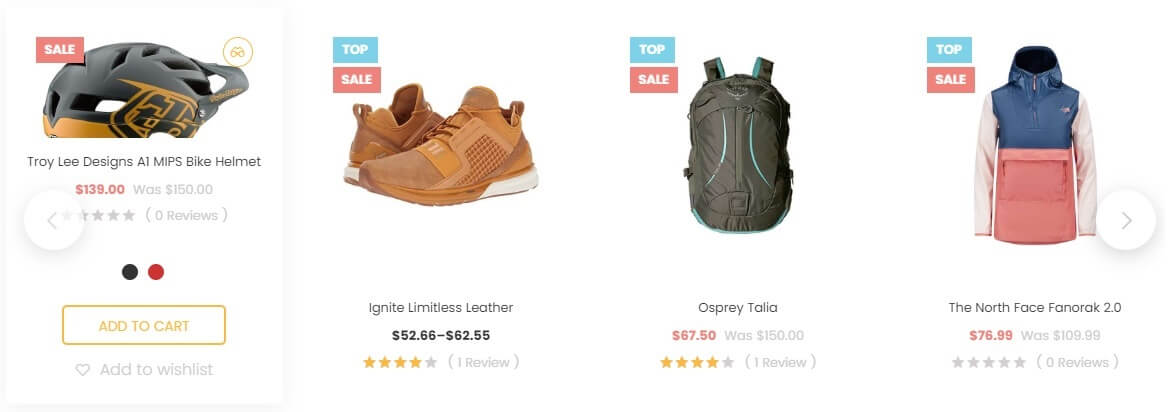 SALE
Troy Lee Designs A1 MIPS Bike Helmet
$139.00 Was $150.00
( 0 Reviews )
ADD TO CART
Add to wishlist
TOP
SALE
Ignite Limitless Leather
$52.66–$62.55
( 1 Review )
TOP
SALE
Osprey Talia
$67.50 Was $150.00
( 1 Review )
TOP
SALE
The North Face Fanorak 2.0
$76.99 Was $109.99
( 0 Reviews )